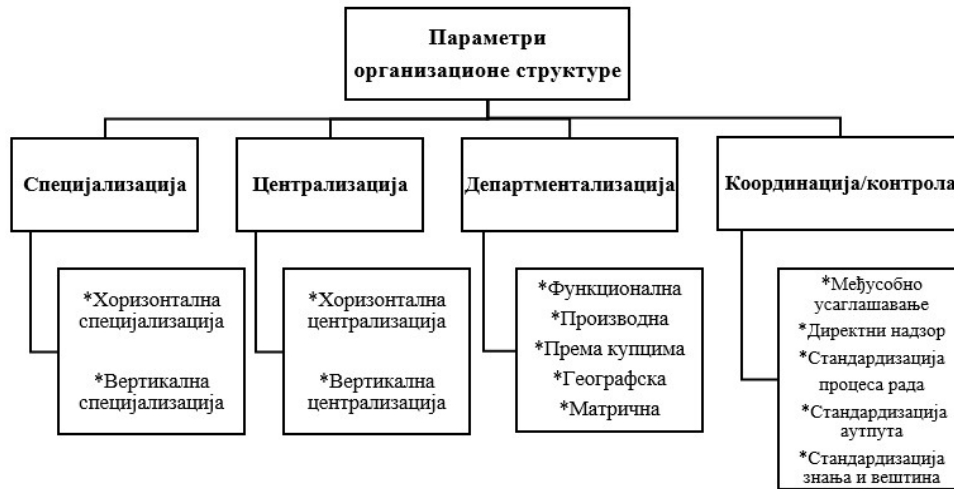 Параметри
организационе структуре
Специјализација
Централизација
Департментализација
Координација/контрола
*Хоризонтална
специјализација
*Вертикална
специјализација
*Хоризонтална
централизација
*Вертикална
централизација
*Функционална
*Производна
*Према купцима
*Географска
*Матрична
*Међусобно
усаглашавање
*Директни надзор
*Стандардизација
процеса рада
*Стандардизација
аутпута
*Стандардизација
знања и вештина